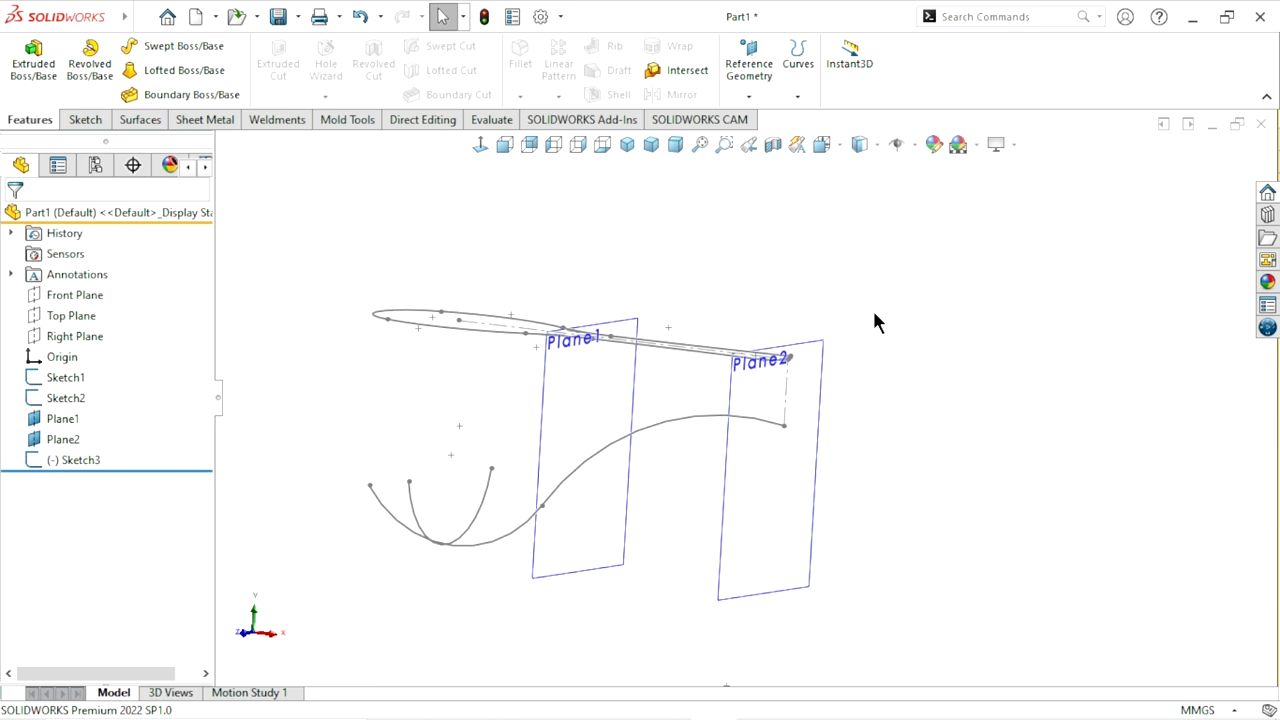 SOLIDWORKS
Part1 *
Search Commands
Extruded Boss/Base
Revolved Boss/Base
Swept Boss/Base
Lofted Boss/Base
Boundary Boss/Base
Extruded Cut
Hole Wizard
Revolved Cut
Swept Cut
Lofted Cut
Boundary Cut
Fillet
Linear Pattern
Rib
Draft
Shell
Wrap
Intersect
Mirror
Reference Geometry
Curves
Instant3D
Features
Sketch
Surfaces
Sheet Metal
Weldments
Mold Tools
Direct Editing
Evaluate
SOLIDWORKS Add-Ins
SOLIDWORKS CAM
Part1 (Default) <<Default>_Display Sta
History
Sensors
Annotations
Front Plane
Top Plane
Right Plane
Origin
Sketch1
Sketch2
Plane1
Plane2
(-) Sketch3
Plane1
Plane2
Y
Z
X
Model
3D Views
Motion Study 1
SOLIDWORKS Premium 2022 SP1.0
MMGS